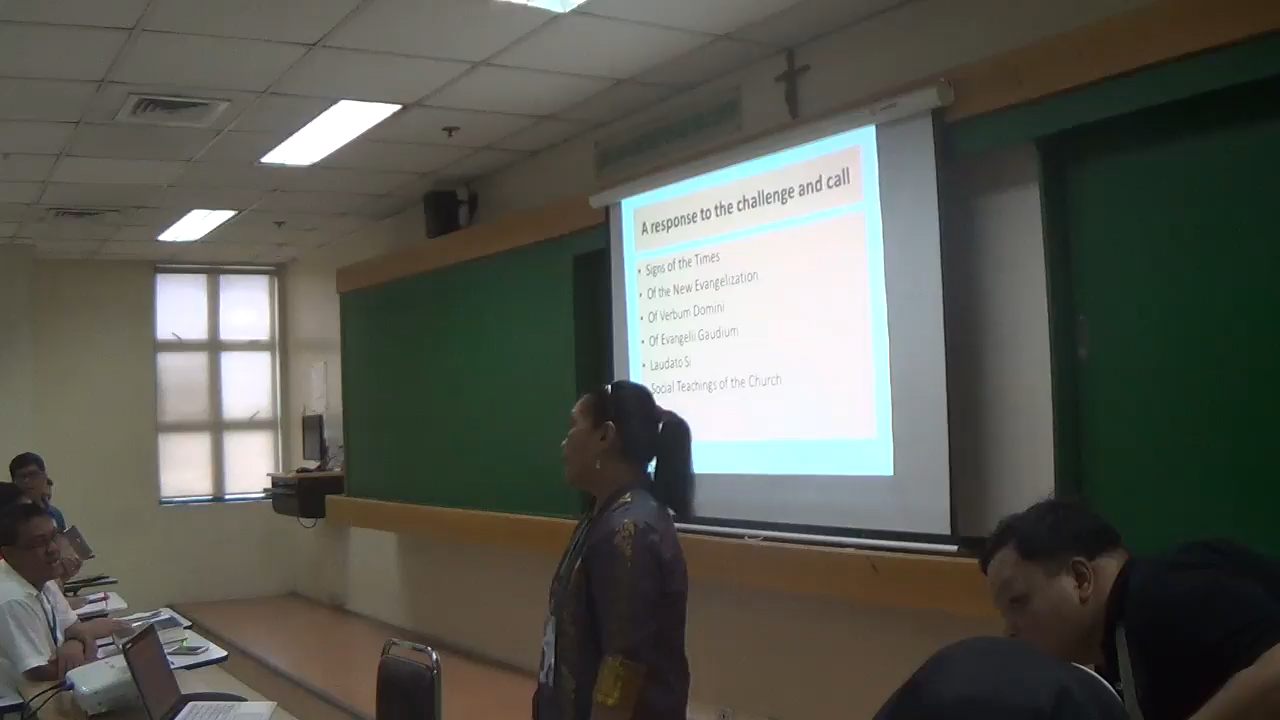 A response to the challenge and call
• Signs of the Times
• Of the New Evangelization
• Of Verbum Domini
• Of Evangelii Gaudium
• Laudato Si
Social Teachings of the Church